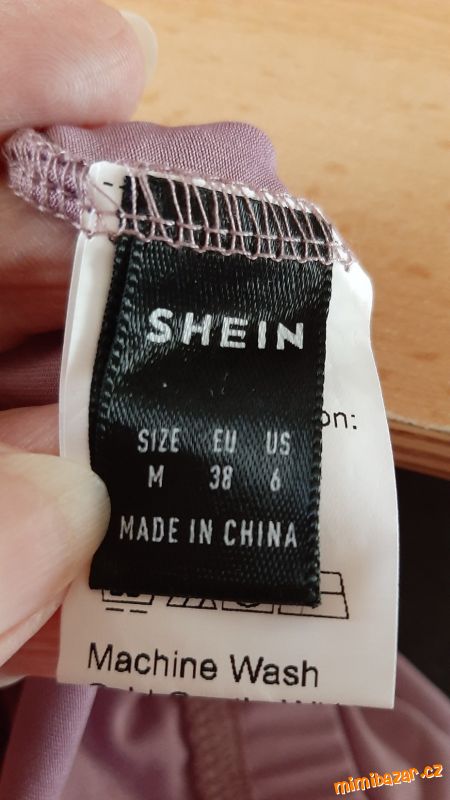 SHEIN
on:
SIZE EU US
M 38 6
MADE IN CHINA
Machine Wash
mimibazar.cz